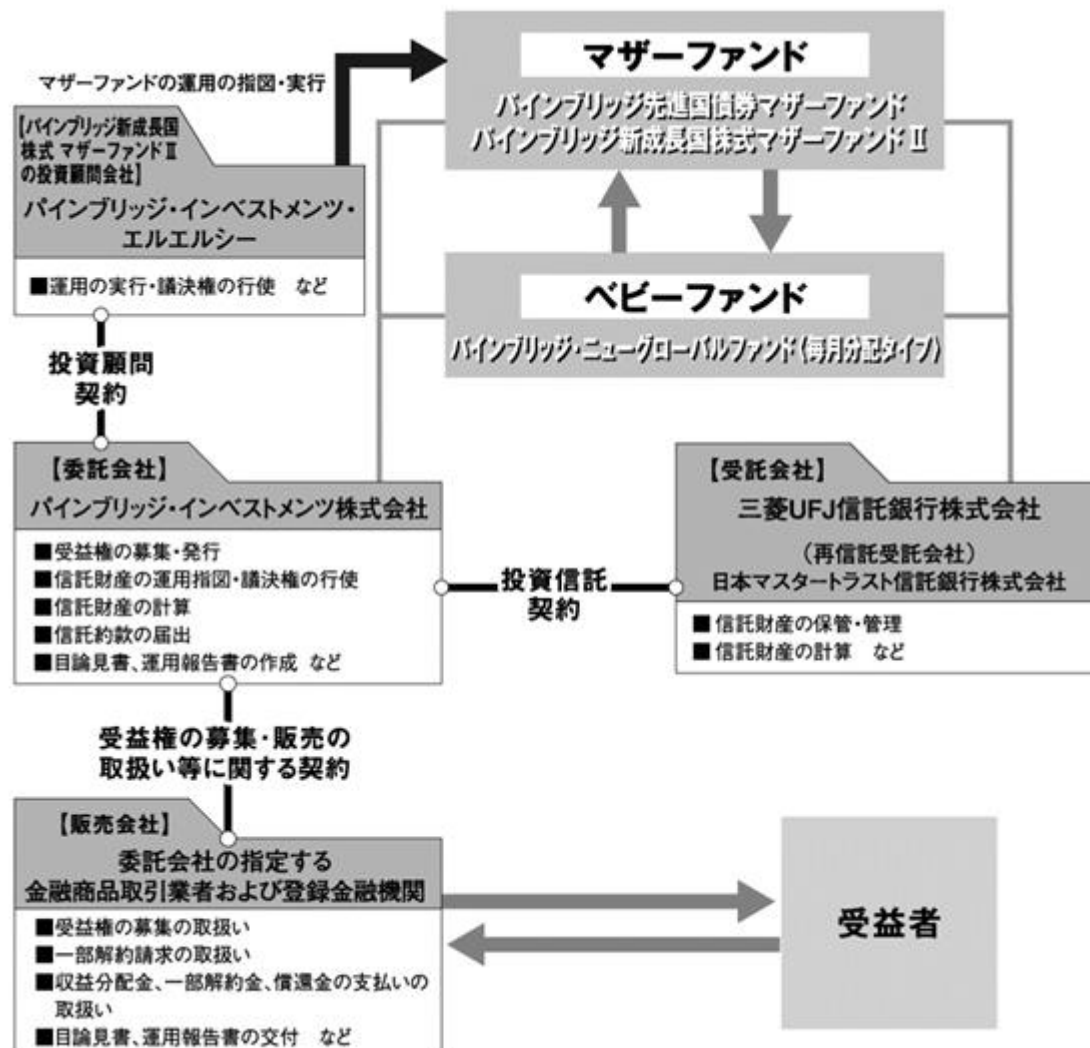 マザーファンド
パインブリッジ先進国債券マザーファンド
パインブリッジ新成長国株式マザーファンドⅡ
マザーファンドの運用の指図・実行
【パインブリッジ新成長国
株式 マザーファンドⅡ
の投資顧問会社】
パインブリッジ・インベストメンツ・
エルエルシー
■運用の実行・議決権の行使 など
ベビーファンド
パインブリッジ・ニューグローバルファンド(毎月分配タイプ)
投資顧問
契約
【委託会社】
パインブリッジ・インベストメンツ株式会社
■受益権の募集・発行
■信託財産の運用指図・議決権の行使
■信託財産の計算
■信託約款の届出
■目論見書、運用報告書の作成 など
投資信託
契約
【受託会社】
三菱UFJ信託銀行株式会社
(再信託受託会社)
日本マスタートラスト信託銀行株式会社
■信託財産の保管・管理
■信託財産の計算 など
受益権の募集・販売の
取扱い等に関する契約
【販売会社】
委託会社の指定する
金融商品取引業者および登録金融機関
■受益権の募集の取扱い
■一部解約請求の取扱い
■収益分配金、一部解約金、償還金の支払いの
取扱い
■目論見書、運用報告書の交付 など
受益者